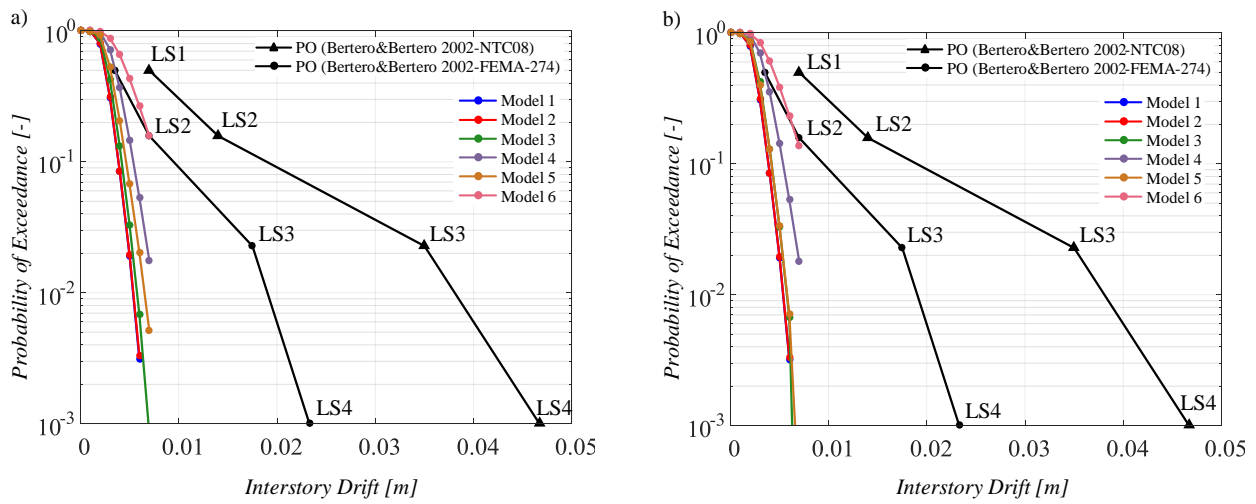 a)
10^0
10^-1
10^-2
10^-3
Probability of Exceedance [-]
PO (Bertero&Bertero 2002-NTC08)
PO (Bertero&Bertero 2002-FEMA-274)
Model 1
Model 2
Model 3
Model 4
Model 5
Model 6
LS1
LS2
LS2
LS3
LS3
LS4
LS4
0
0.01
0.02
0.03
0.04
0.05
Interstory Drift [m]
b)
10^0
10^-1
10^-2
10^-3
Probability of Exceedance [-]
PO (Bertero&Bertero 2002-NTC08)
PO (Bertero&Bertero 2002-FEMA-274)
Model 1
Model 2
Model 3
Model 4
Model 5
Model 6
LS1
LS2
LS2
LS3
LS3
LS4
LS4
0
0.01
0.02
0.03
0.04
0.05
Interstory Drift [m]